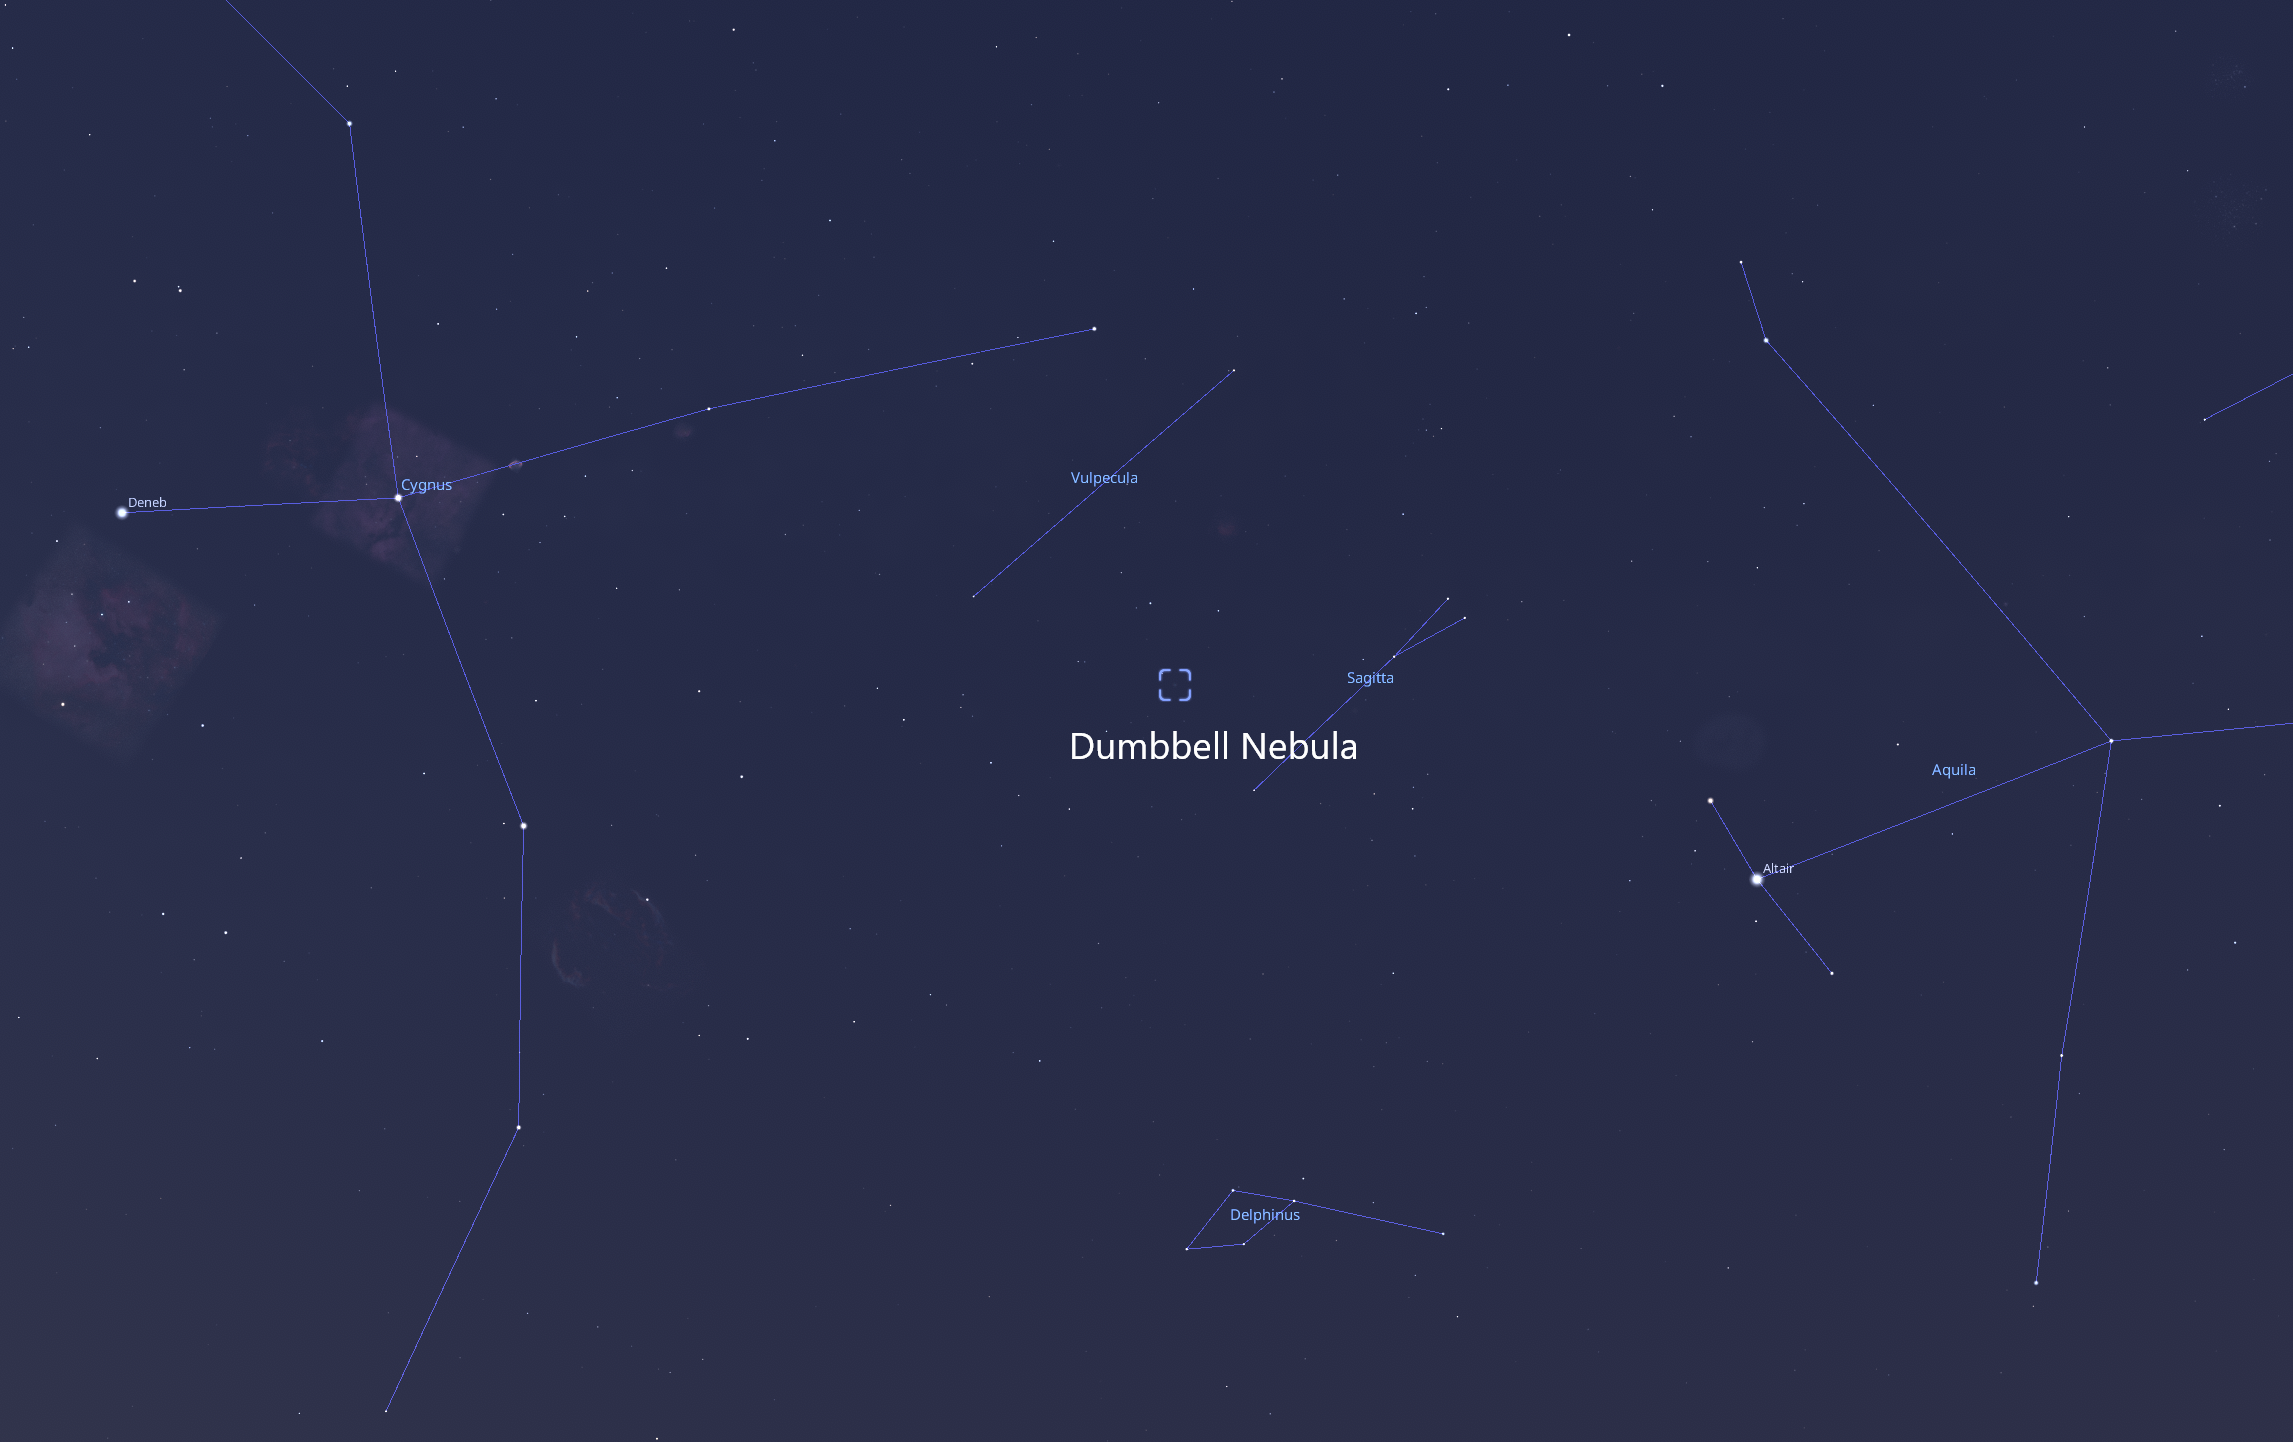 Vulpecula
Cygnus
Deneb
Sagitta
Dumbbell Nebula
Aquila
Altair
Delphinus